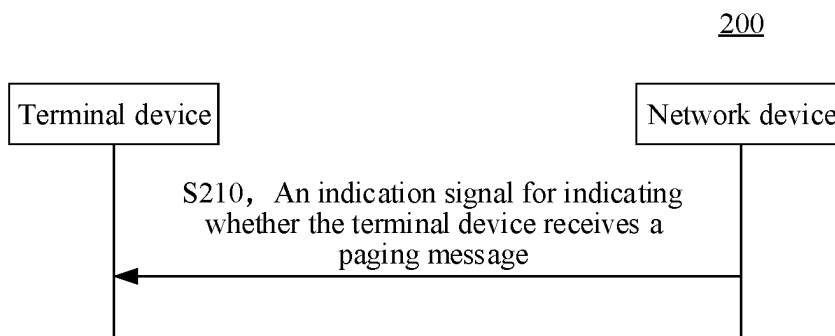 200
Terminal device
Network device
S210, An indication signal for indicating
whether the terminal device receives a
paging message